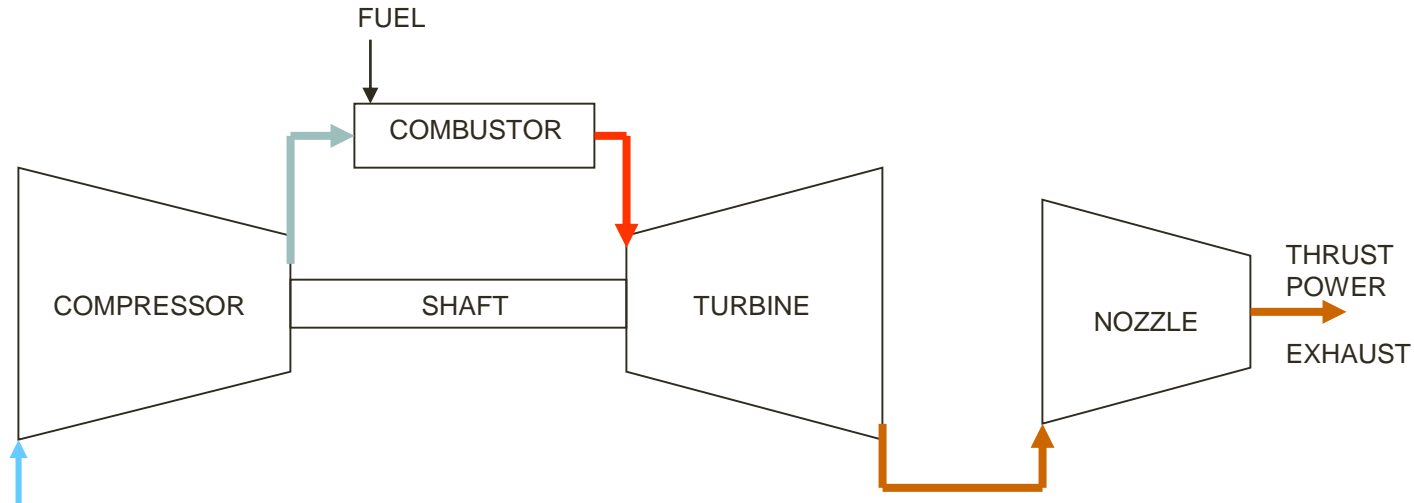 FUEL
COMBUSTOR
COMPRESSOR
SHAFT
TURBINE
NOZZLE
THRUST
POWER
EXHAUST